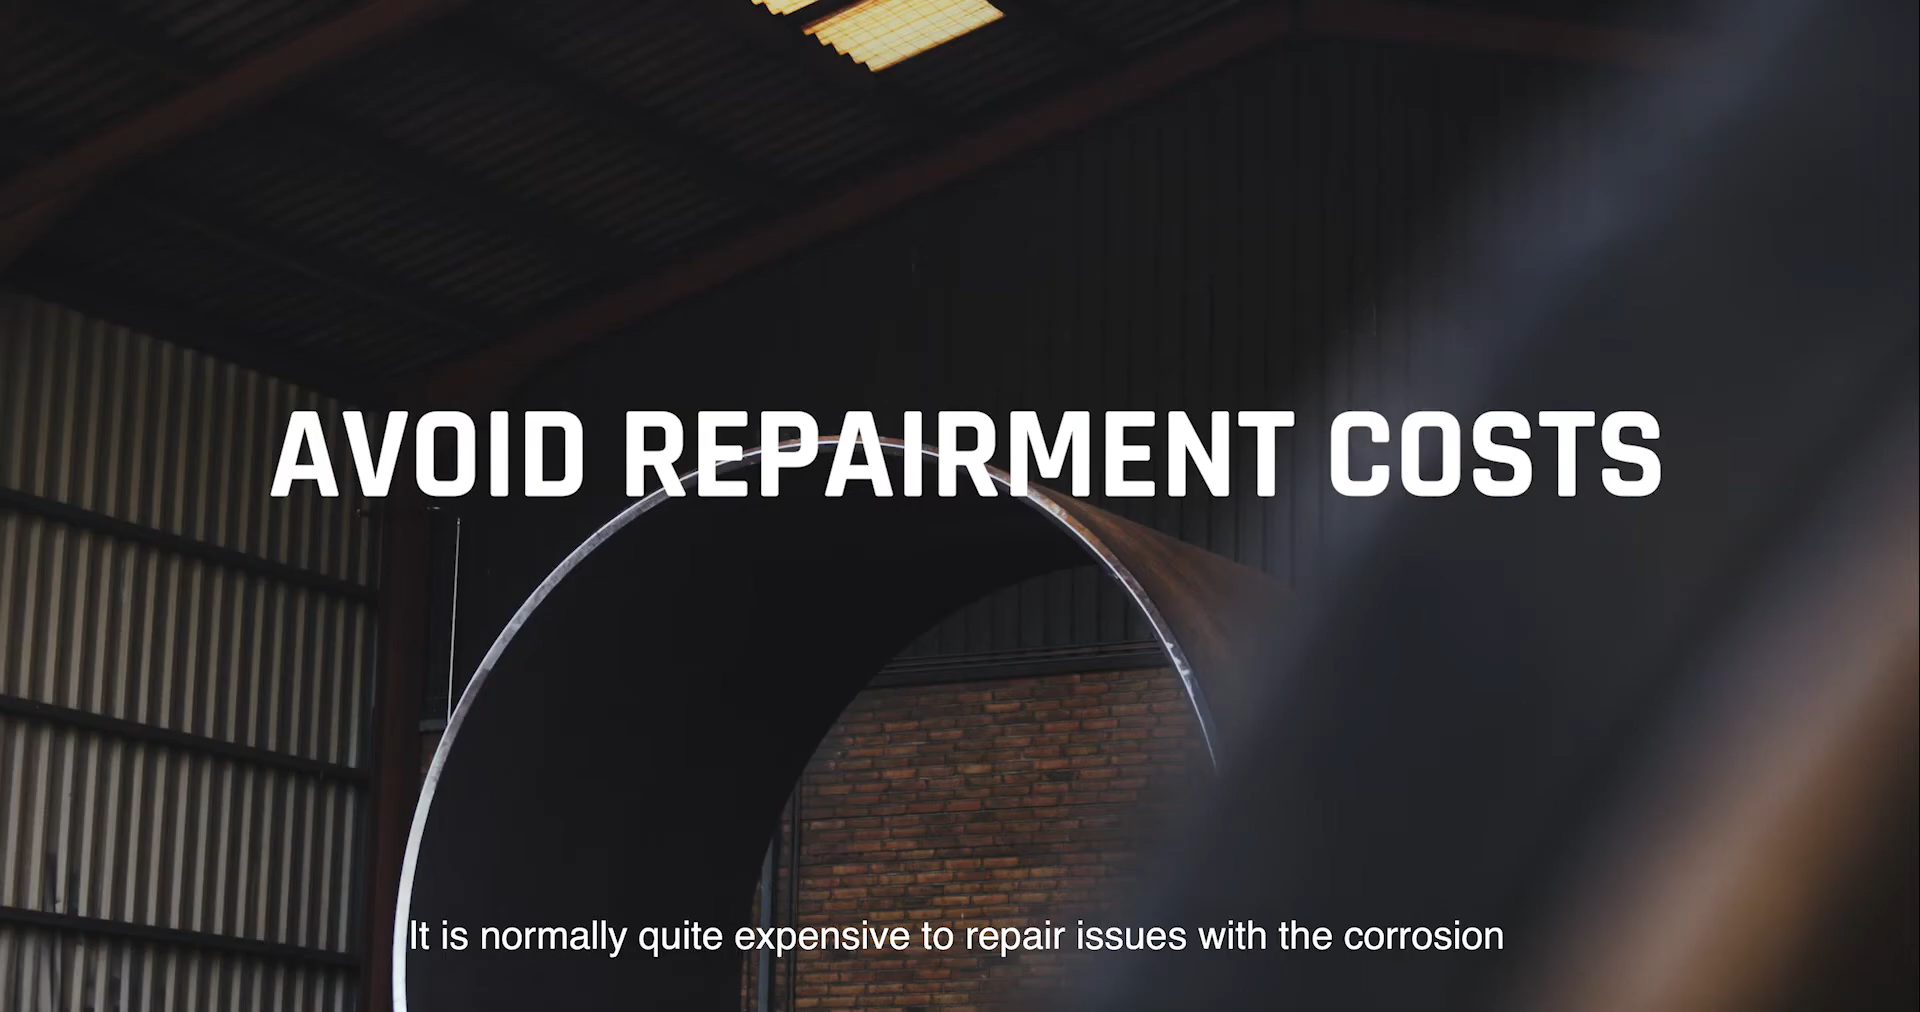 AVOID REPAIRMENT COSTS
It is normally quite expensive to repair issues with the corrosion